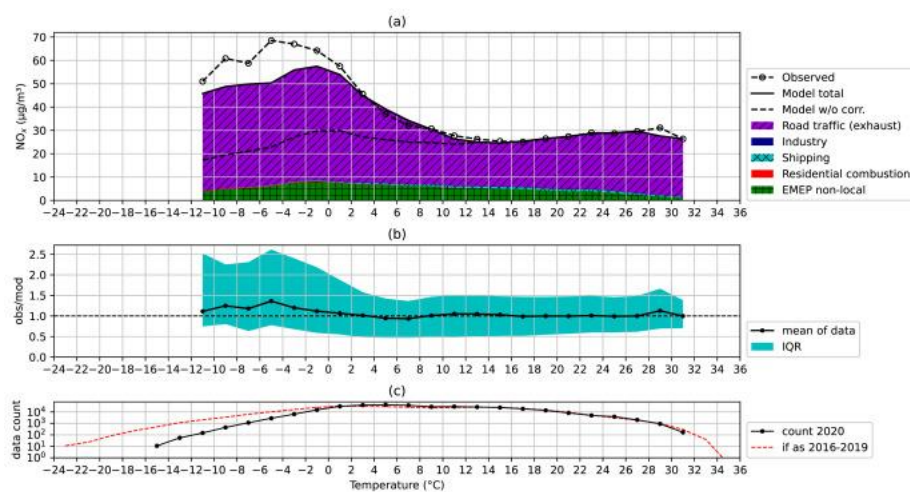 (a)
NOₓ (µg/m³)
70
60
50
40
30
20
10
0
−24−22−20−18−16−14−12−10 −8 −6 −4 −2 0 2 4 6 8 10 12 14 16 18 20 22 24 26 28 30 32 34 36
Observed
Model total
Model w/o corr.
Road traffic (exhaust)
Industry
Shipping
Residential combustion
EMEP non-local
(b)
obs/mod
2.5
2.0
1.5
1.0
0.5
0.0
−24−22−20−18−16−14−12−10 −8 −6 −4 −2 0 2 4 6 8 10 12 14 16 18 20 22 24 26 28 30 32 34 36
mean of data
IQR
(c)
data count
10⁴
10³
10²
10¹
10⁰
−24−22−20−18−16−14−12−10 −8 −6 −4 −2 0 2 4 6 8 10 12 14 16 18 20 22 24 26 28 30 32 34 36
Temperature (°C)
count 2020
if as 2016-2019